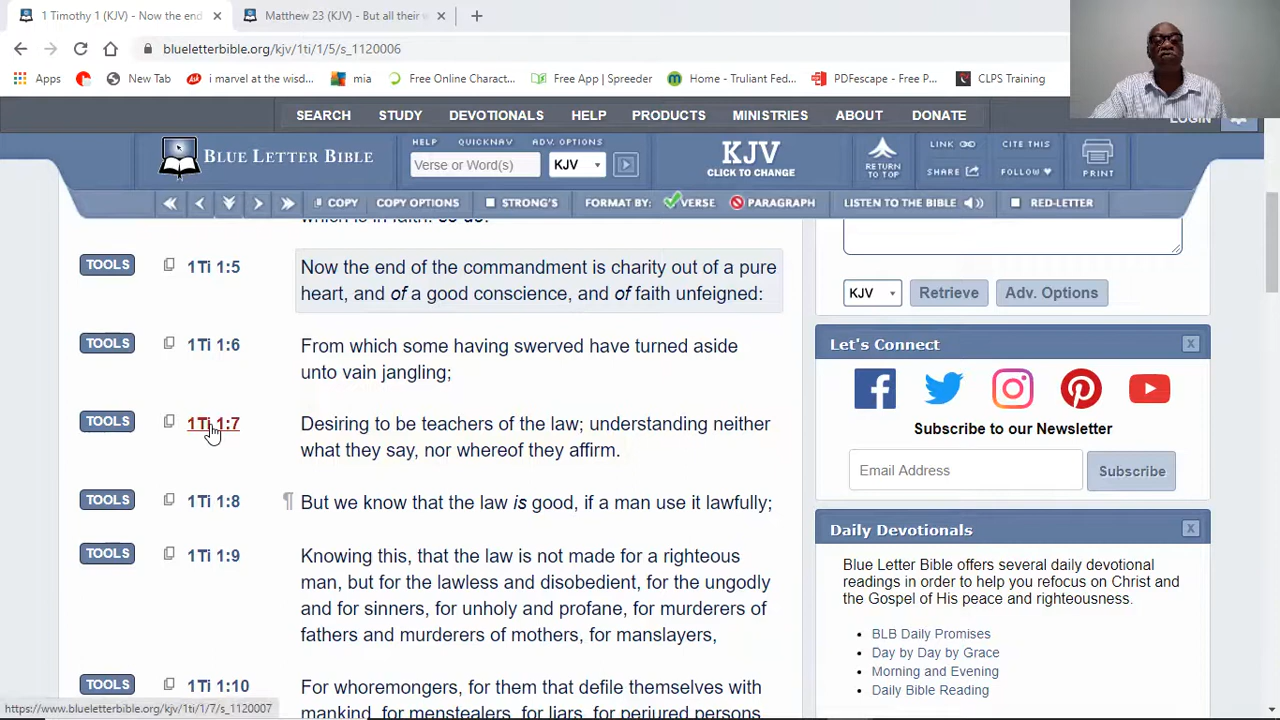 1 Timothy 1 (KJV) - Now the end
Matthew 23 (KJV) - But all their w
blueletterbible.org/kjv/1ti/1/5/s_1120006
Apps
New Tab
i marvel at the wisd...
mia
Free Online Charact...
Free App | Spreeder
Home - Truliant Fed...
PDFescape - Free P...
CLPS Training
SEARCH STUDY DEVOTIONALS HELP PRODUCTS MINISTRIES ABOUT DONATE LOGIN
BLUE LETTER BIBLE
HELP QUICKNAV ADV. OPTIONS
Verse or Word(s) KJV
KJV
CLICK TO CHANGE
RETURN
TO TOP
LINK CITE THIS
SHARE FOLLOW
PRINT
COPY COPY OPTIONS STRONG'S FORMAT BY: VERSE PARAGRAPH LISTEN TO THE BIBLE RED-LETTER
which is in faith: so do.
TOOLS 1Ti 1:5 Now the end of the commandment is charity out of a pure
heart, and of a good conscience, and of faith unfeigned:
TOOLS 1Ti 1:6 From which some having swerved have turned aside
unto vain jangling;
TOOLS 1Ti 1:7 Desiring to be teachers of the law; understanding neither
what they say, nor whereof they affirm.
TOOLS 1Ti 1:8 ¶ But we know that the law is good, if a man use it lawfully;
TOOLS 1Ti 1:9 Knowing this, that the law is not made for a righteous
man, but for the lawless and disobedient, for the ungodly
and for sinners, for unholy and profane, for murderers of
fathers and murderers of mothers, for manslayers,
TOOLS 1Ti 1:10 For whoremongers, for them that defile themselves with
mankind, for menstealers, for liars, for perjured persons
KJV Retrieve Adv. Options
Let's Connect X
Subscribe to our Newsletter
Email Address Subscribe
Daily Devotionals X
Blue Letter Bible offers several daily devotional
readings in order to help you refocus on Christ and
the Gospel of His peace and righteousness.
BLB Daily Promises
Day by Day by Grace
Morning and Evening
Daily Bible Reading
https://www.blueletterbible.org/kjv/1ti/1/7/s_1120007